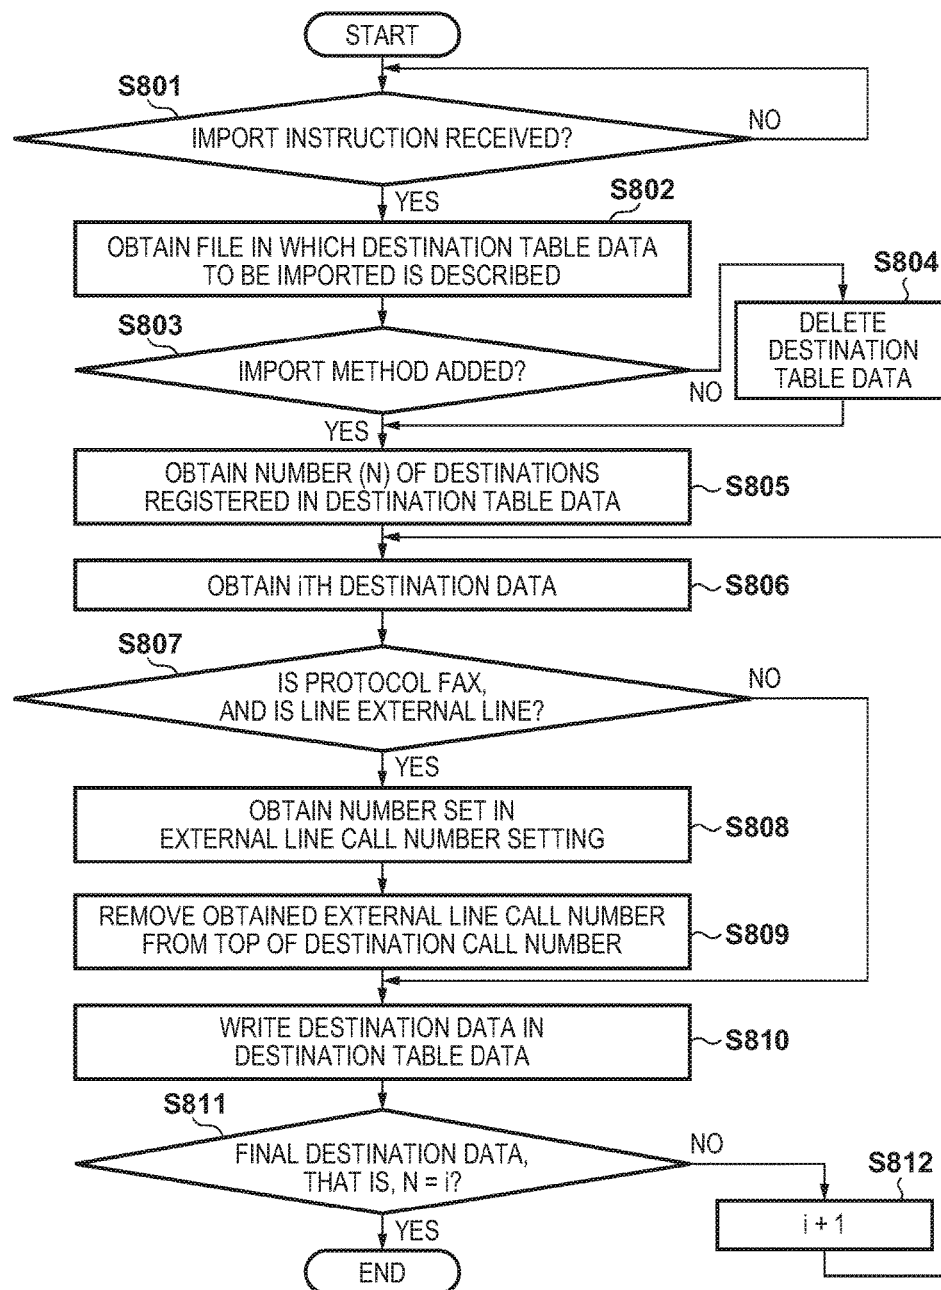 START
S801
IMPORT INSTRUCTION RECEIVED?
NO
YES
S802
OBTAIN FILE IN WHICH DESTINATION TABLE DATA
TO BE IMPORTED IS DESCRIBED
S803
IMPORT METHOD ADDED?
NO
S804
DELETE
DESTINATION
TABLE DATA
YES
OBTAIN NUMBER (N) OF DESTINATIONS
REGISTERED IN DESTINATION TABLE DATA
S805
OBTAIN iTH DESTINATION DATA
S806
S807
IS PROTOCOL FAX,
AND IS LINE EXTERNAL LINE?
NO
YES
OBTAIN NUMBER SET IN
EXTERNAL LINE CALL NUMBER SETTING
S808
REMOVE OBTAINED EXTERNAL LINE CALL NUMBER
FROM TOP OF DESTINATION CALL NUMBER
S809
WRITE DESTINATION DATA IN
DESTINATION TABLE DATA
S810
S811
FINAL DESTINATION DATA,
THAT IS, N = i?
NO
S812
i + 1
YES
END